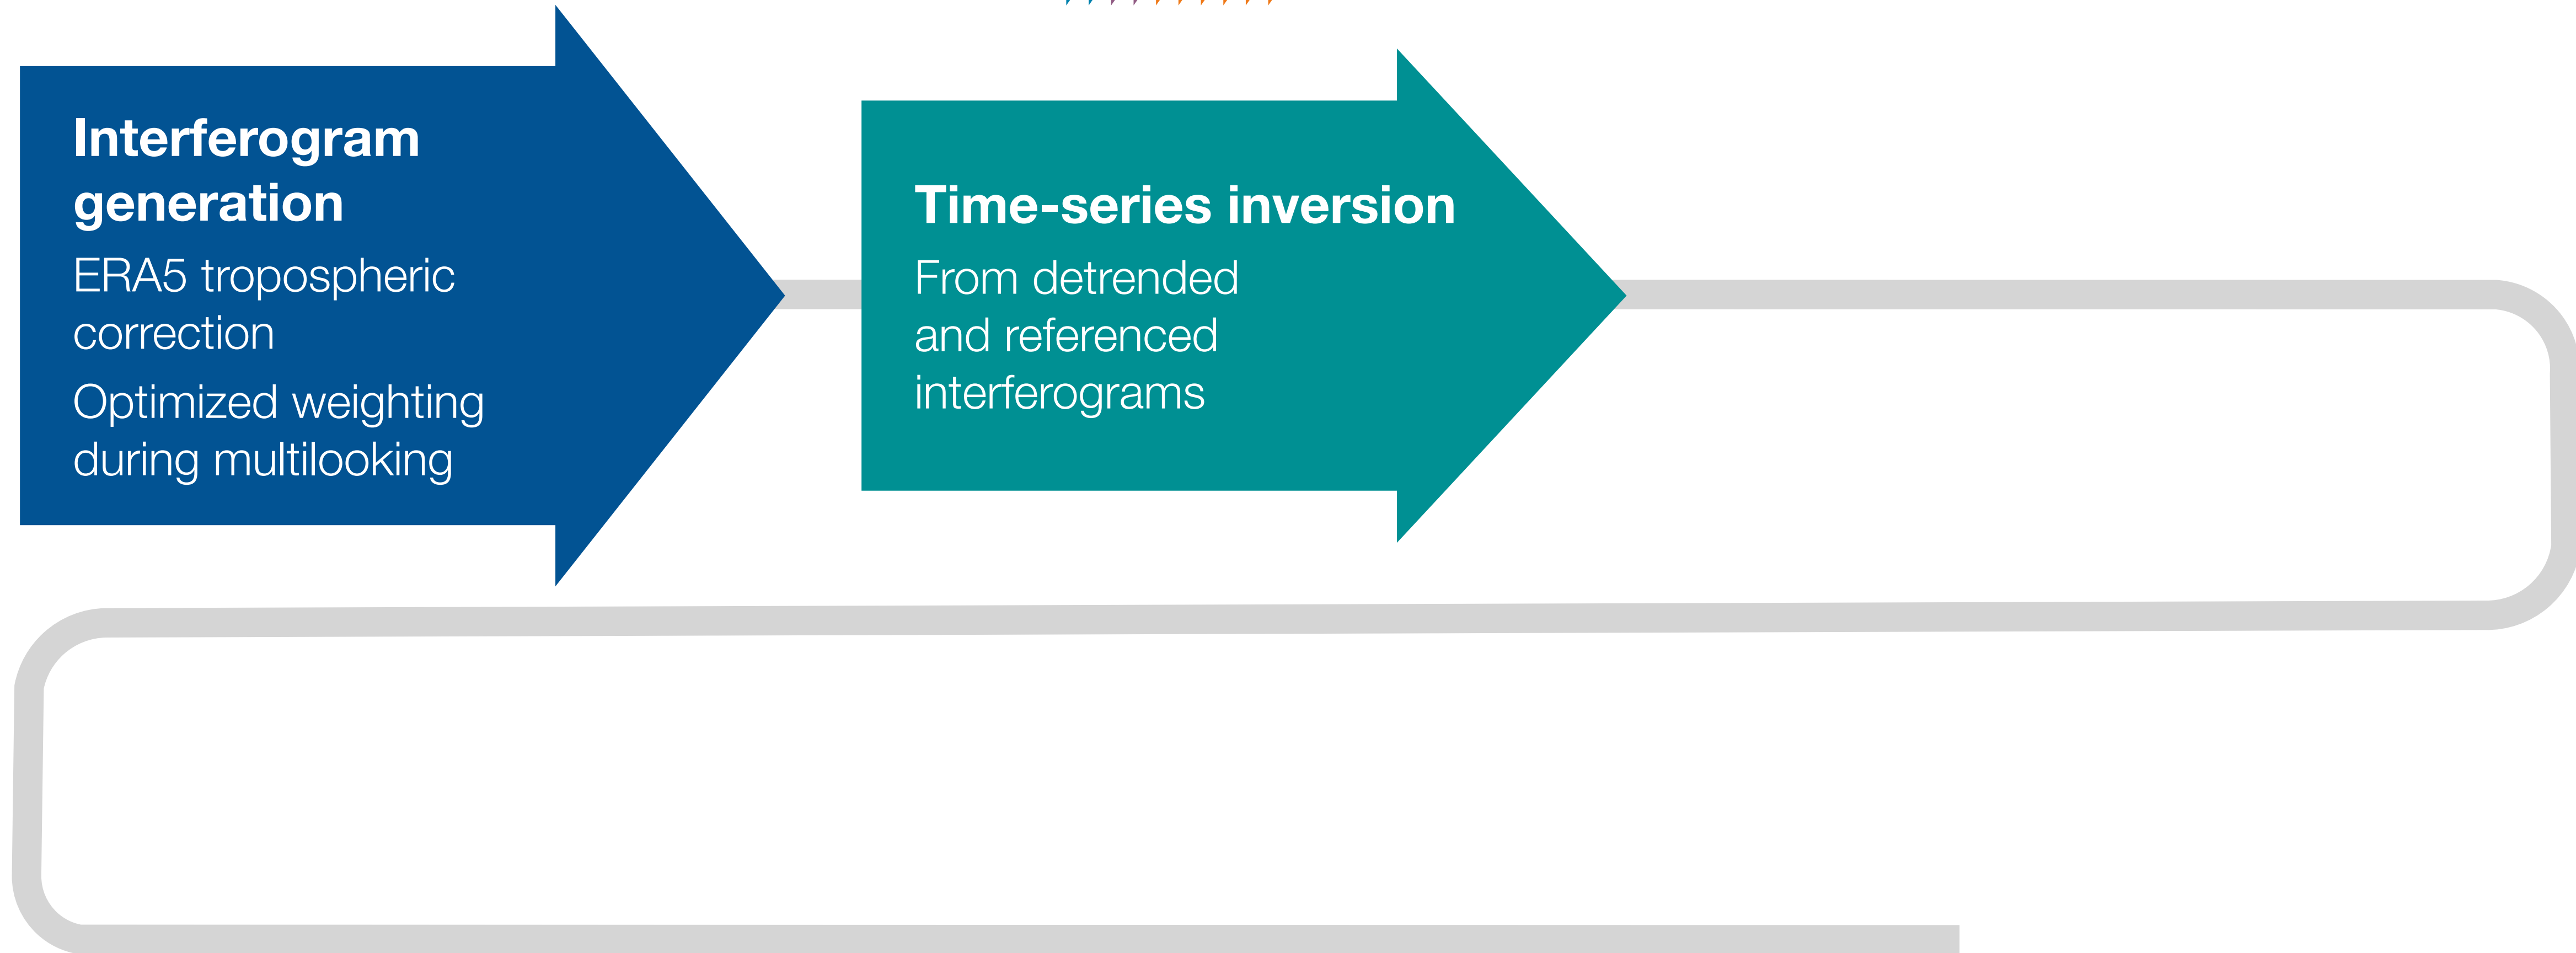 Interferogram
generation
ERA5 tropospheric
correction
Optimized weighting
during multilooking
Time-series inversion
From detrended
and referenced
interferograms